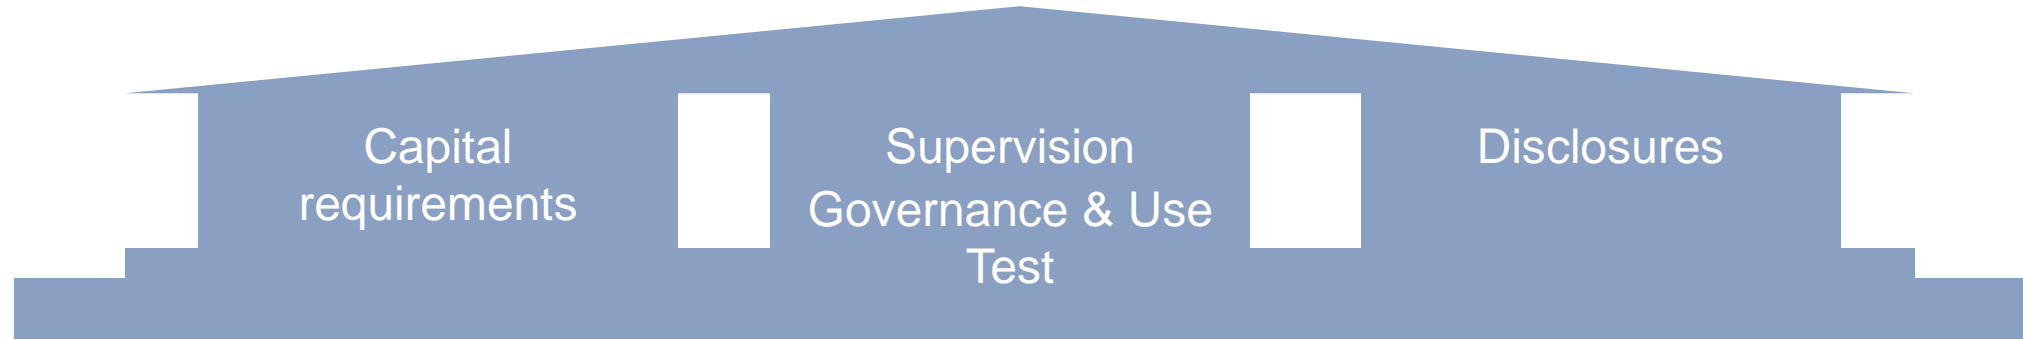 Capital
requirements
Supervision
Governance & Use
Test
Disclosures